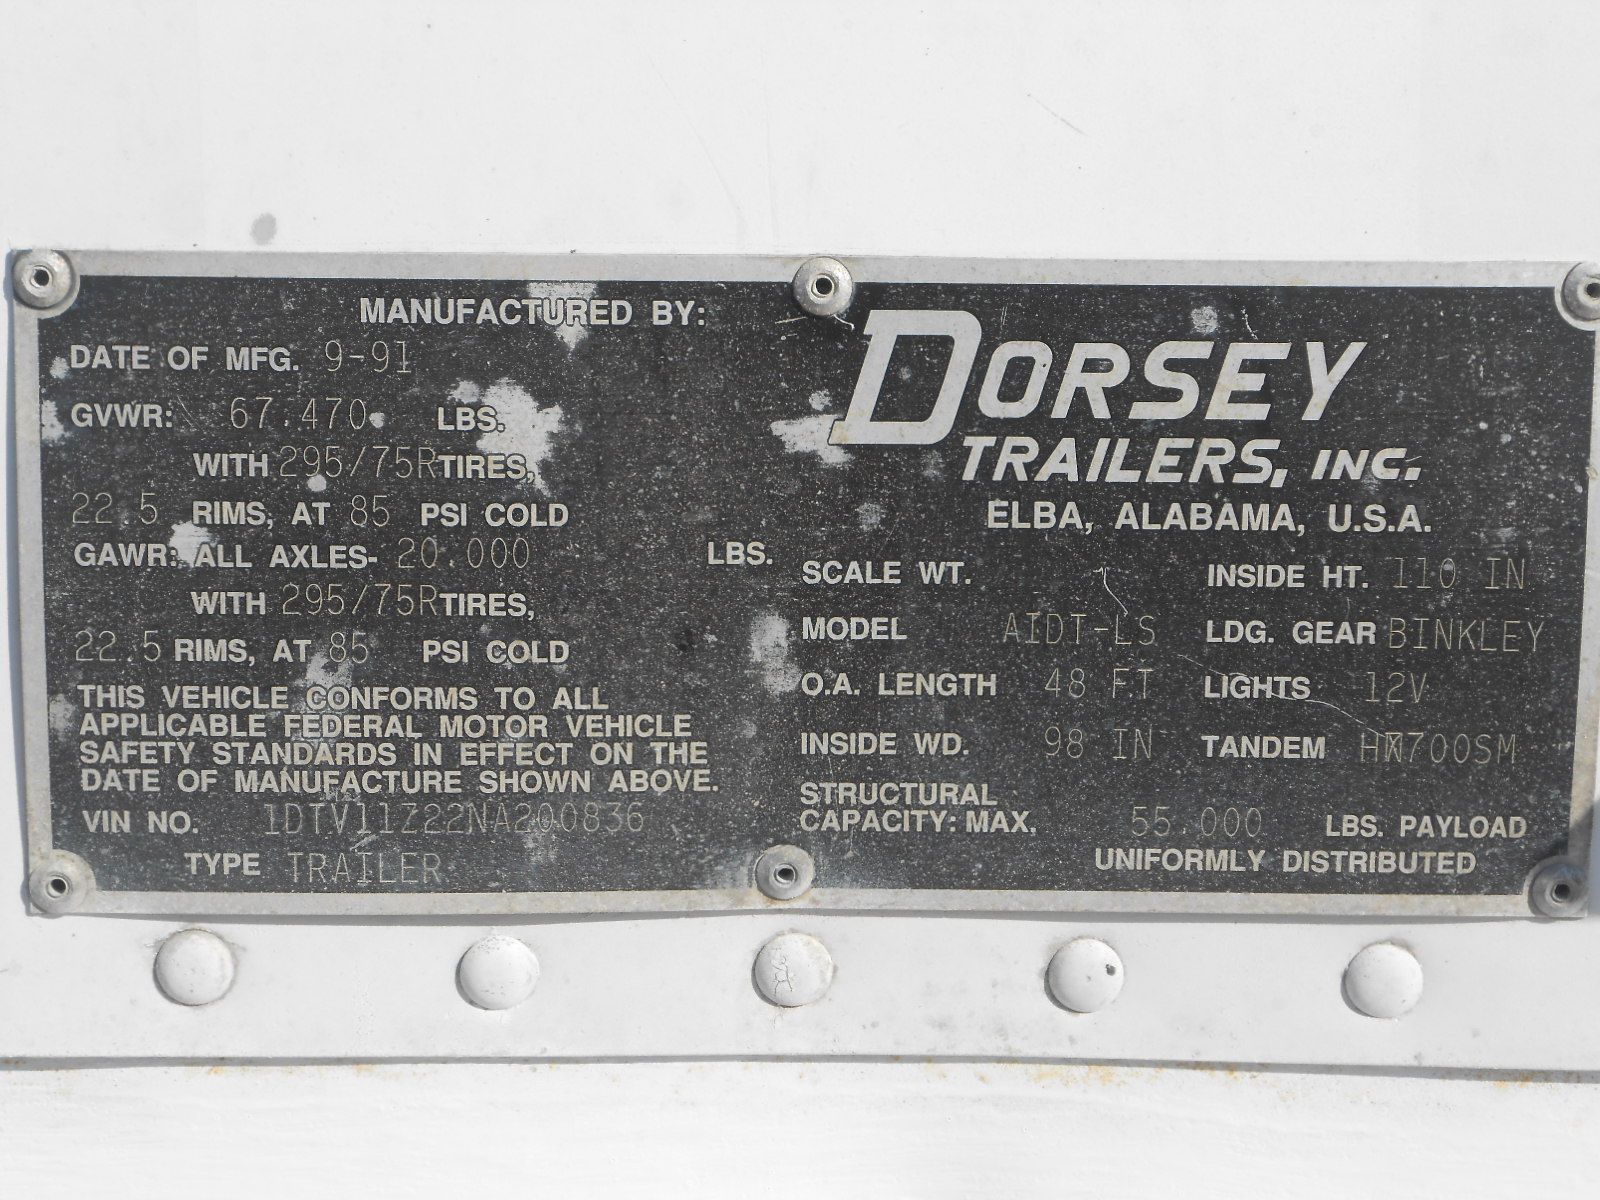 MANUFACTURED BY:
DATE OF MFG. 9-91
GVWR: 67.470 LBS.
WITH 295/75R TIRES,
22.5 RIMS, AT 85 PSI COLD
GAWR: ALL AXLES- 20.000 LBS.
WITH 295/75R TIRES,
22.5 RIMS, AT 85 PSI COLD
THIS VEHICLE CONFORMS TO ALL
APPLICABLE FEDERAL MOTOR VEHICLE
SAFETY STANDARDS IN EFFECT ON THE
DATE OF MANUFACTURE SHOWN ABOVE.
VIN NO. 1DTV11Z22NA200836
TYPE TRAILER
DORSEY
TRAILERS, INC.
ELBA, ALABAMA, U.S.A.
SCALE WT. INSIDE HT. 110 IN
MODEL AIDT-LS LDG. GEAR BINKLEY
O.A. LENGTH 48 FT LIGHTS 12V
INSIDE WD. 98 IN TANDEM
STRUCTURAL
CAPACITY: MAX. 55.000 LBS. PAYLOAD
UNIFORMLY DISTRIBUTED